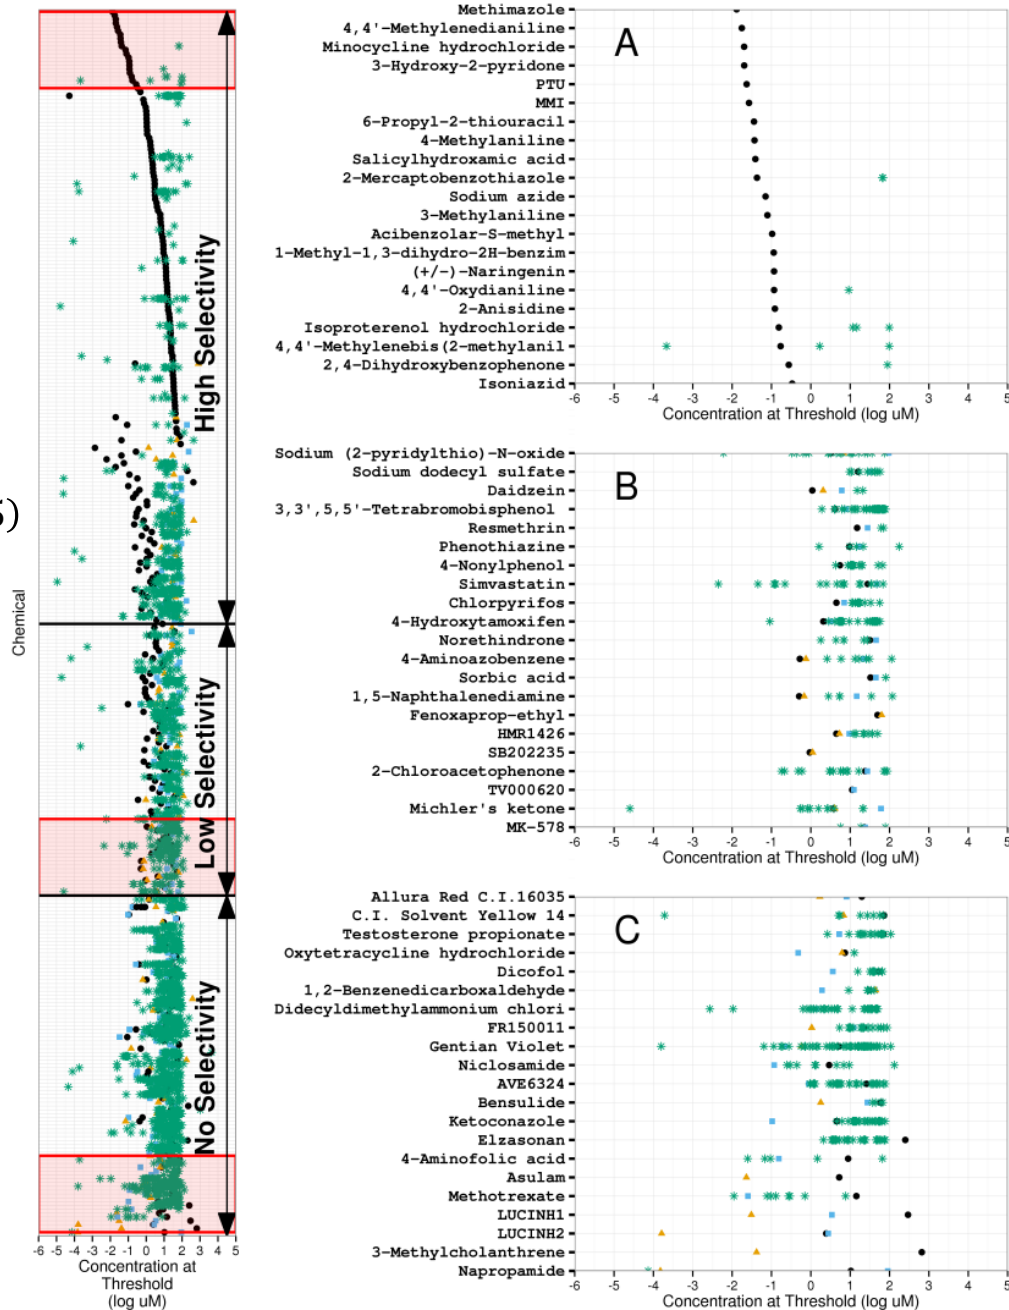 5)
Chemical
High Selectivity
Low Selectivity
No Selectivity
-6 -5 -4 -3 -2 -1 0 1 2 3 4 5
Concentration at
Threshold
(log uM)
A
Methimazole
4,4'-Methylenedianiline
Minocycline hydrochloride
3-Hydroxy-2-pyridone
PTU
MMI
6-Propyl-2-thiouracil
4-Methylaniline
Salicylhydroxamic acid
2-Mercaptobenzothiazole
Sodium azide
3-Methylaniline
Acibenzolar-S-methyl
1-Methyl-1,3-dihydro-2H-benzim
(+/-)-Naringenin
4,4'-Oxydianiline
2-Anisidine
Isoproterenol hydrochloride
4,4'-Methylenebis(2-methylanil
2,4-Dihydroxybenzophenone
Isoniazid
-6 -5 -4 -3 -2 -1 0 1 2 3 4 5
Concentration at Threshold (log uM)
B
Sodium (2-pyridylthio)-N-oxide
Sodium dodecyl sulfate
Daidzein
3,3',5,5'-Tetrabromobisphenol
Resmethrin
Phenothiazine
4-Nonylphenol
Simvastatin
Chlorpyrifos
4-Hydroxytamoxifen
Norethindrone
4-Aminoazobenzene
Sorbic acid
1,5-Naphthalenediamine
Fenoxaprop-ethyl
HMR1426
SB202235
2-Chloroacetophenone
TV000620
Michler's ketone
MK-578
-6 -5 -4 -3 -2 -1 0 1 2 3 4 5
Concentration at Threshold (log uM)
C
Allura Red C.I.16035
C.I. Solvent Yellow 14
Testosterone propionate
Oxytetracycline hydrochloride
Dicofol
1,2-Benzenedicarboxaldehyde
Didecyldimethylammonium chlori
FR150011
Gentian Violet
Niclosamide
AVE6324
Bensulide
Ketoconazole
Elzasonan
4-Aminofolic acid
Asulam
Methotrexate
LUCINH1
LUCINH2
3-Methylcholanthrene
Napropamide
-6 -5 -4 -3 -2 -1 0 1 2 3 4 5
Concentration at Threshold (log uM)